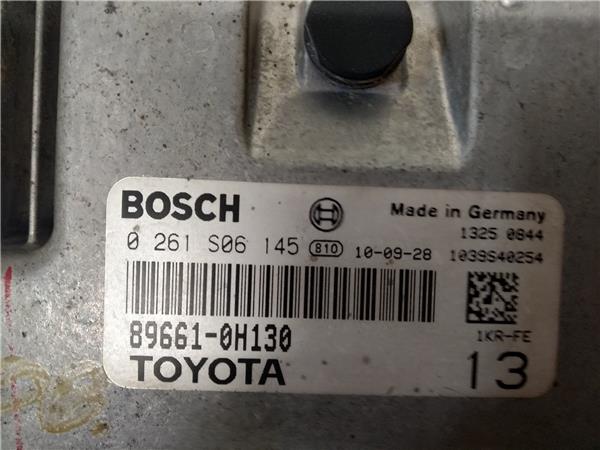 BOSCH Made in Germany
1325 0844
0 261 S06 145 810 10-09-28 1039S40254
89661-0H130 1KR-FE
TOYOTA 13